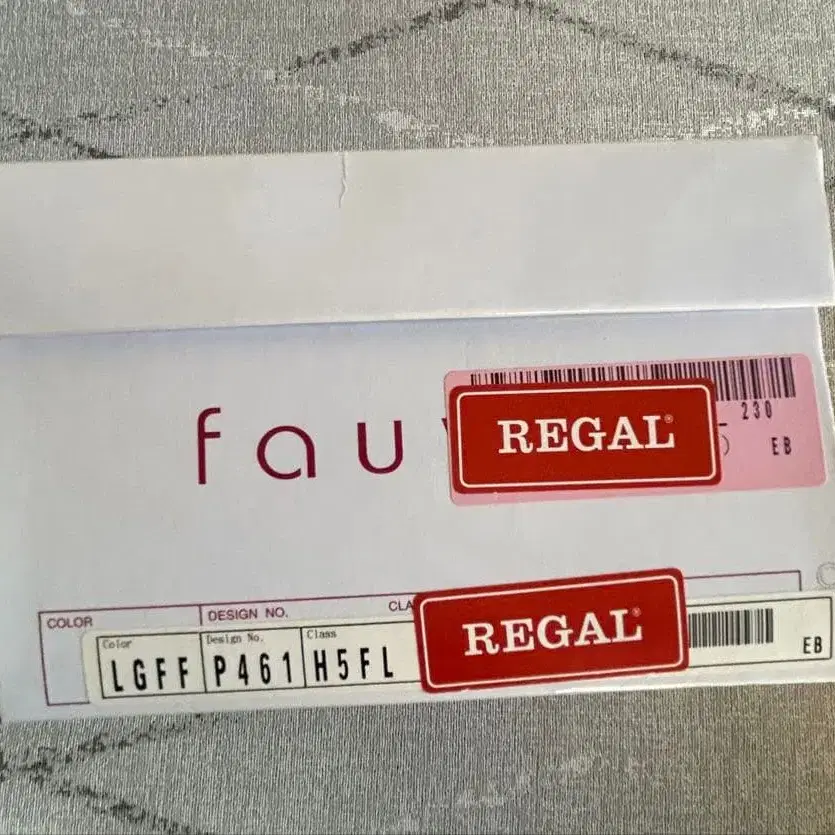 fau
REGAL®
230
EB
COLOR
DESIGN NO.
CLA
Color
Design No.
Class
LGFF
P461
H5FL
REGAL®
EB